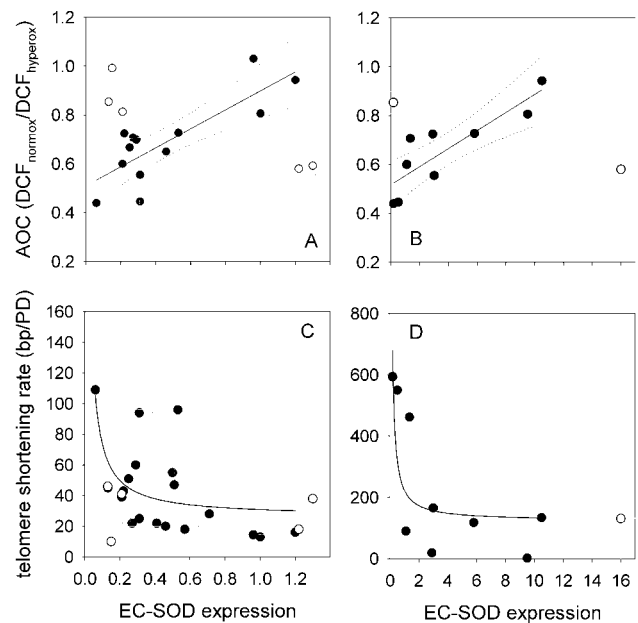 AOC (DCFnormox/DCFhyperox)
1.2
1.0
0.8
0.6
0.4
0.2
A
1.2
1.0
0.8
0.6
0.4
0.2
B
telomere shortening rate (bp/PD)
160
140
120
100
80
60
40
20
0
C
0.0 0.2 0.4 0.6 0.8 1.0 1.2
EC-SOD expression
800
600
400
200
0
D
0 2 4 6 8 10 12 14 16
EC-SOD expression